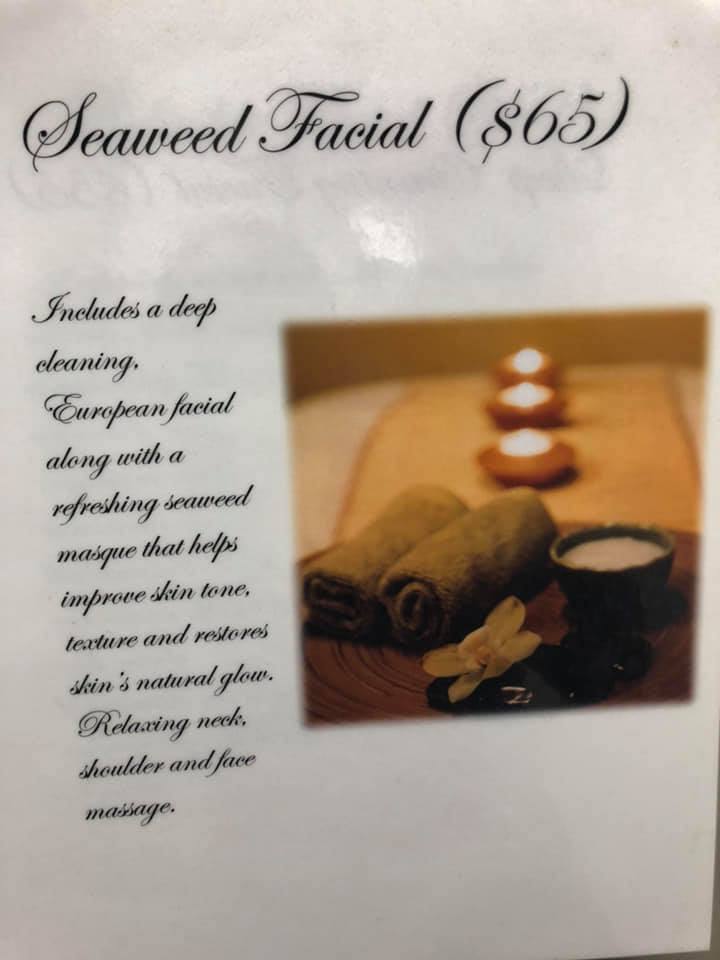 Seaweed Facial ($65)
Includes a deep
cleaning,
European facial
along with a
refreshing seaweed
masque that helps
improve skin tone,
texture and restores
skin's natural glow.
Relaxing neck,
shoulder and face
massage.